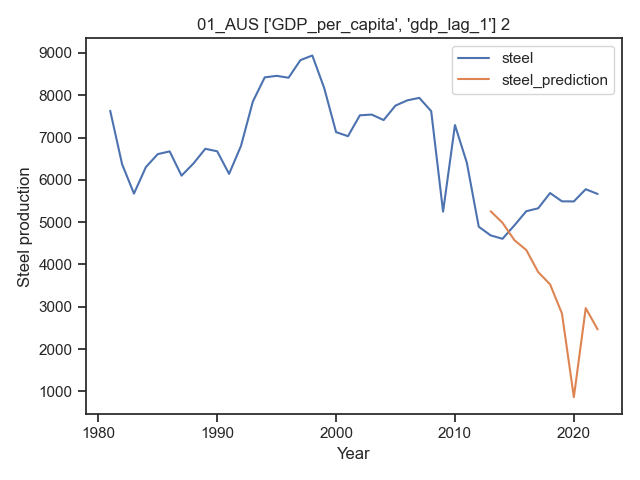 01_AUS ['GDP_per_capita', 'gdp_lag_1'] 2
steel
steel_prediction
9000
8000
7000
6000
5000
4000
3000
2000
1000
Steel production
1980
1990
2000
2010
2020
Year